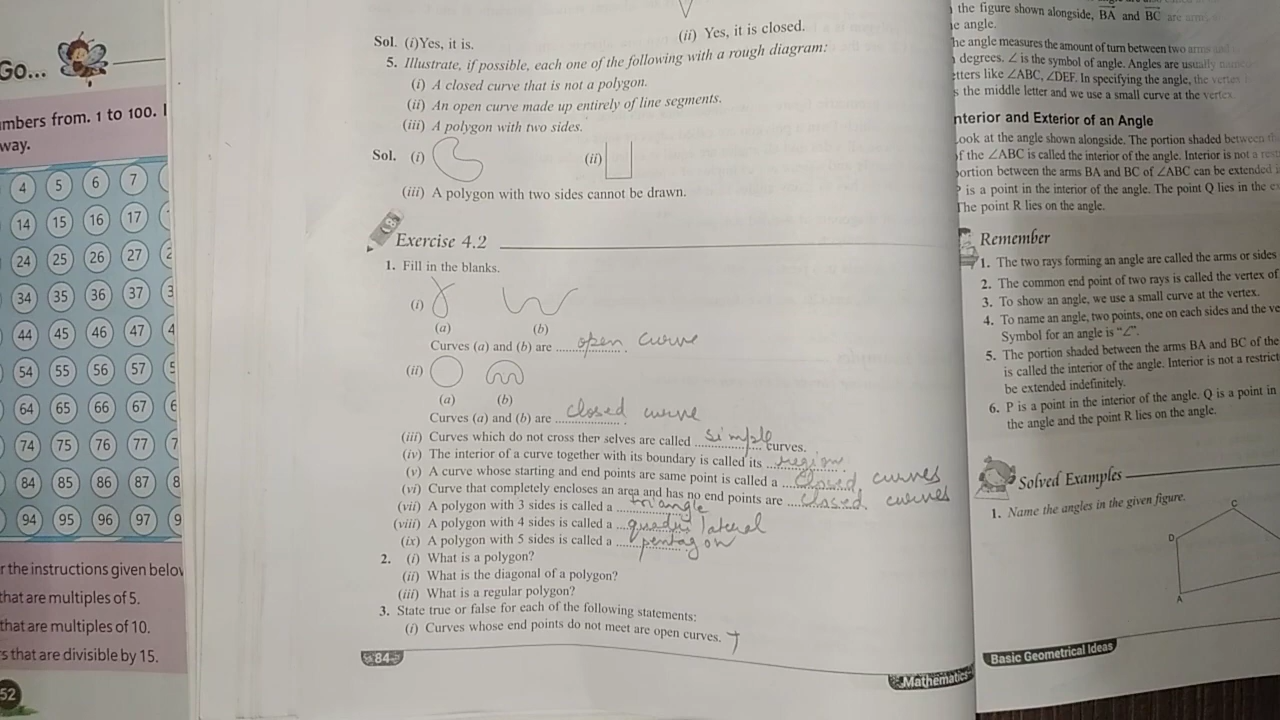 Go...
mbers from. 1 to 100. I
way.
4 5 6 7
14 15 16 17
24 25 26 27 2
34 35 36 37 3
44 45 46 47 4
54 55 56 57 5
64 65 66 67 6
74 75 76 77 7
84 85 86 87 8
94 95 96 97 9
r the instructions given below
that are multiples of 5.
that are multiples of 10.
s that are divisible by 15.
52
Sol. (i)Yes, it is.
(ii) Yes, it is closed.
5. Illustrate, if possible, each one of the following with a rough diagram:
(i) A closed curve that is not a polygon.
(ii) An open curve made up entirely of line segments.
(iii) A polygon with two sides.
Sol. (i) (ii)
(iii) A polygon with two sides cannot be drawn.
Exercise 4.2
1. Fill in the blanks.
(i)
(a) (b)
Curves (a) and (b) are .................... open curve .
(ii)
(a) (b)
Curves (a) and (b) are .................... closed curve .
(iii) Curves which do not cross ther selves are called .................... simple curves.
(iv) The interior of a curve together with its boundary is called its .................... region .
(v) A curve whose starting and end points are same point is called a .................... closed curves
(vi) Curve that completely encloses an area and has no end points are .................... closed curves
(vii) A polygon with 3 sides is called a .................... triangle
(viii) A polygon with 4 sides is called a .................... quadrilateral
(ix) A polygon with 5 sides is called a .................... pentagon
2. (i) What is a polygon?
(ii) What is the diagonal of a polygon?
(iii) What is a regular polygon?
3. State true or false for each of the following statements:
(i) Curves whose end points do not meet are open curves. T
84
Mathematics
the figure shown alongside, BA and BC are arms,
e angle.
he angle measures the amount of turn between two arms
degrees. ∠ is the symbol of angle. Angles are usually
etters like ∠ABC, ∠DEF. In specifying the angle, the vertex
s the middle letter and we use a small curve at the vertex.
nterior and Exterior of an Angle
Look at the angle shown alongside. The portion shaded between
f the ∠ABC is called the interior of the angle. Interior is not a
portion between the arms BA and BC of ∠ABC can be extended
P is a point in the interior of the angle. The point Q lies in the
The point R lies on the angle.
Remember
1. The two rays forming an angle are called the arms or sides
2. The common end point of two rays is called the vertex of
3. To show an angle, we use a small curve at the vertex.
4. To name an angle, two points, one on each sides and the ve
Symbol for an angle is “∠”.
5. The portion shaded between the arms BA and BC of the
is called the interior of the angle. Interior is not a restrict
be extended indefinitely.
6. P is a point in the interior of the angle. Q is a point in
the angle and the point R lies on the angle.
Solved Examples
1. Name the angles in the given figure.
C
D
A
Basic Geometrical Ideas